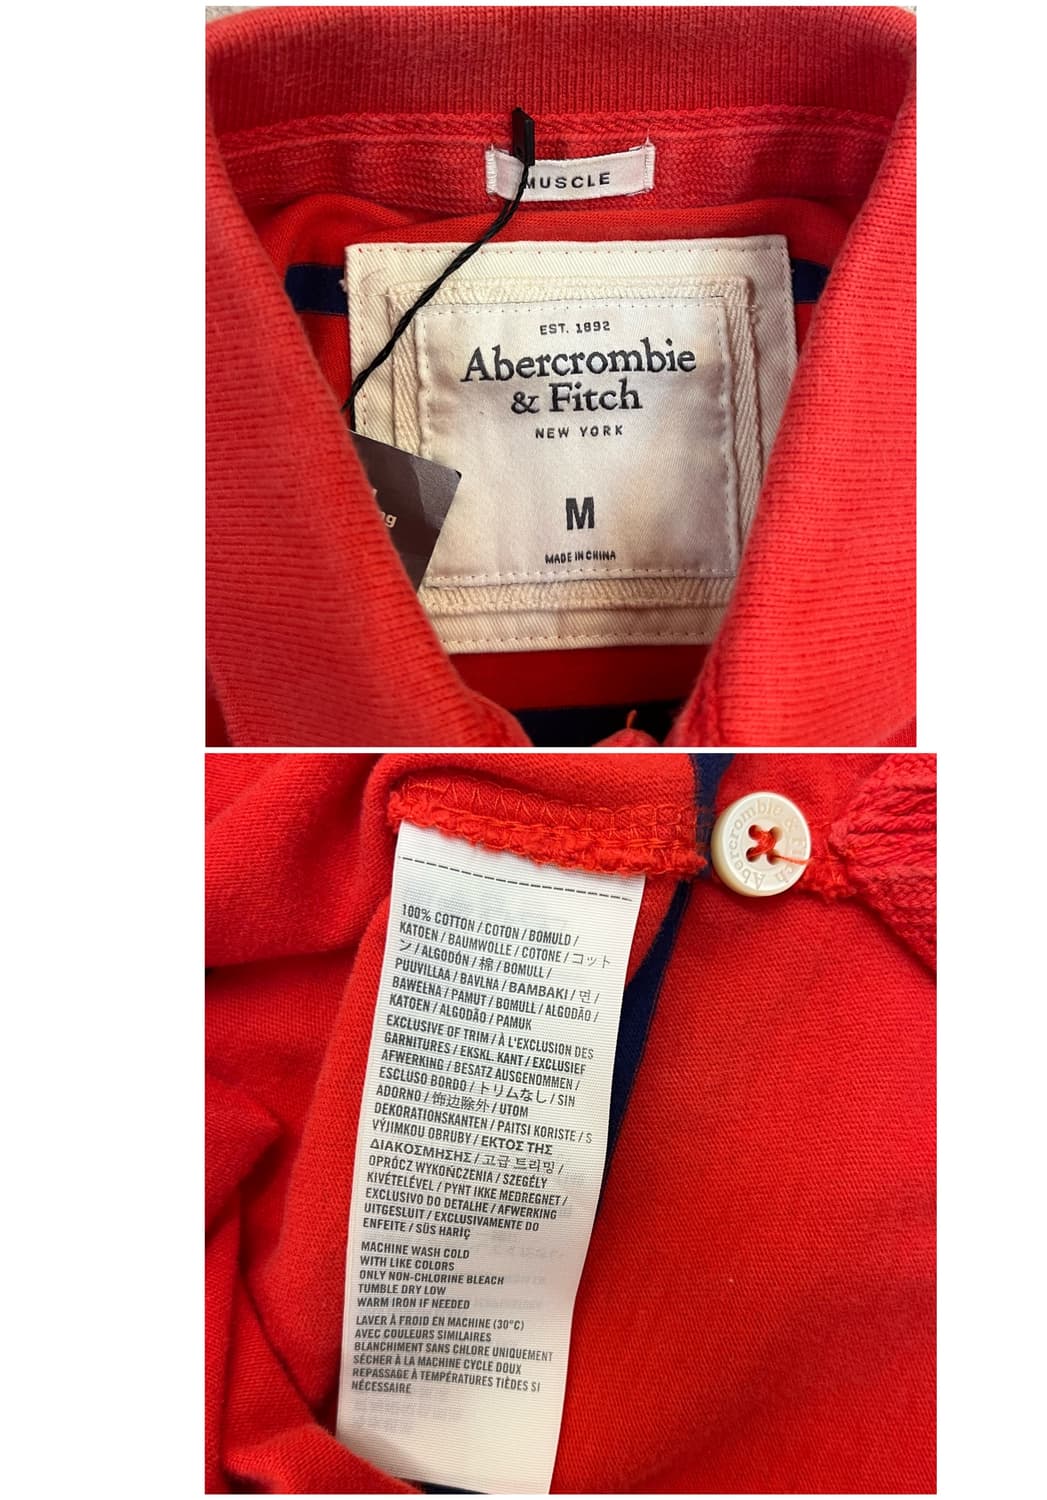 MUSCLE
EST. 1892
Abercrombie
& Fitch
NEW YORK
M
MADE IN CHINA
Abercrombie & Fitch
100% COTTON / COTON / BOMULD /
KATOEN / BAUMWOLLE / COTONE / コット
ン / ALGODÓN / 棉 / BOMULL /
PUUVILLAA / BAVLNA / BAMBAKI / 면 /
BAWEŁNA / PAMUT / BOMULL / ALGODÃO /
KATOEN / ALGODÃO / PAMUK
EXCLUSIVE OF TRIM / À L'EXCLUSION DES
GARNITURES / EKSKL. KANT / EXCLUSIEF
AFWERKING / BESATZ AUSGENOMMEN /
ESCLUSO BORDO / トリムなし / SIN
ADORNO / 饰边除外 / UTOM
DEKORATIONSKANTEN / PAITSI KORISTE / S
VÝJIMKOU OBRUBY / ΕΚΤΟΣ ΤΗΣ
ΔΙΑΚΟΣΜΗΣΗΣ / 고급 트리밍 /
OPRÓCZ WYKOŃCZENIA / SZEGÉLY
KIVÉTELÉVEL / PYNT IKKE MEDREGNET /
EXCLUSIVO DO DETALHE / AFWERKING
UITGESLUIT / EXCLUSIVAMENTE DO
ENFEITE / SÜS HARİÇ
MACHINE WASH COLD
WITH LIKE COLORS
ONLY NON-CHLORINE BLEACH
TUMBLE DRY LOW
WARM IRON IF NEEDED
LAVER À FROID EN MACHINE (30°C)
AVEC COULEURS SIMILAIRES
BLANCHIMENT SANS CHLORE UNIQUEMENT
SÉCHER À LA MACHINE CYCLE DOUX
REPASSAGE À TEMPÉRATURES TIÈDES SI
NÉCESSAIRE